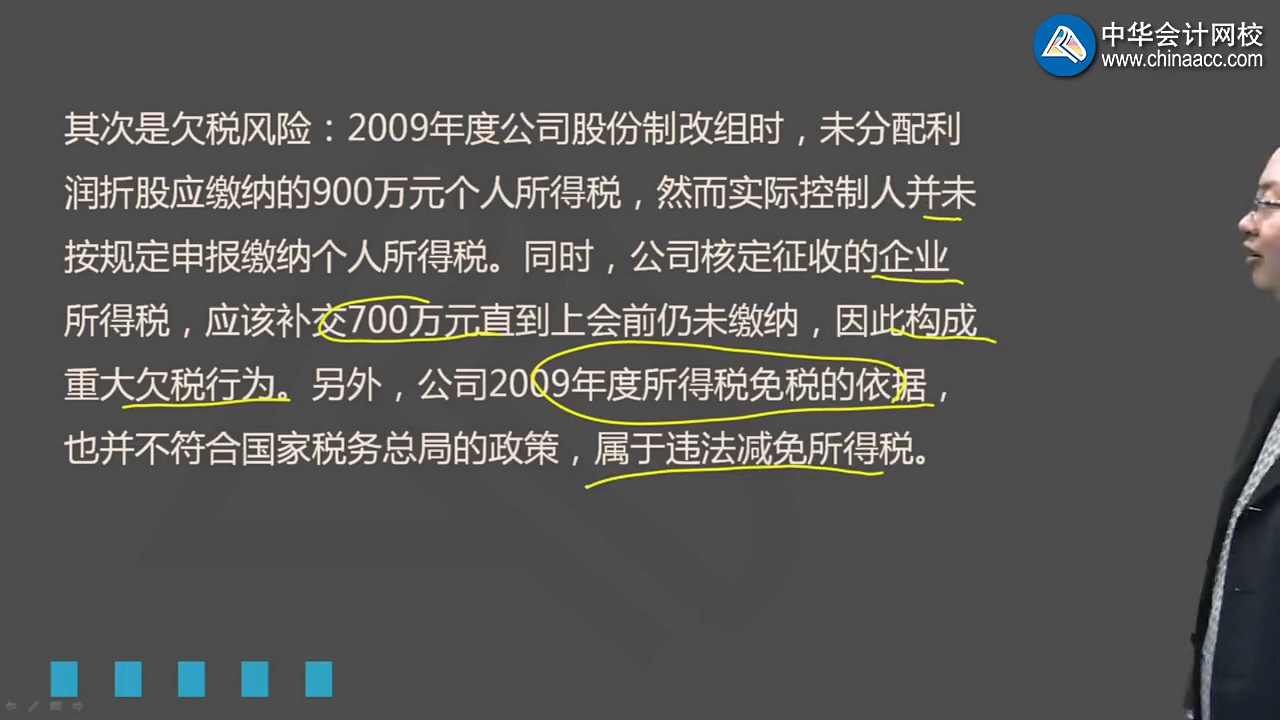 中华会计网校
www.chinaacc.com
其次是欠税风险：2009年度公司股份制改组时，未分配利
润折股应缴纳的900万元个人所得税，然而实际控制人并未
按规定申报缴纳个人所得税。同时，公司核定征收的企业
所得税，应该补交700万元直到上会前仍未缴纳，因此构成
重大欠税行为。另外，公司2009年度所得税免税的依据，
也并不符合国家税务总局的政策，属于违法减免所得税。